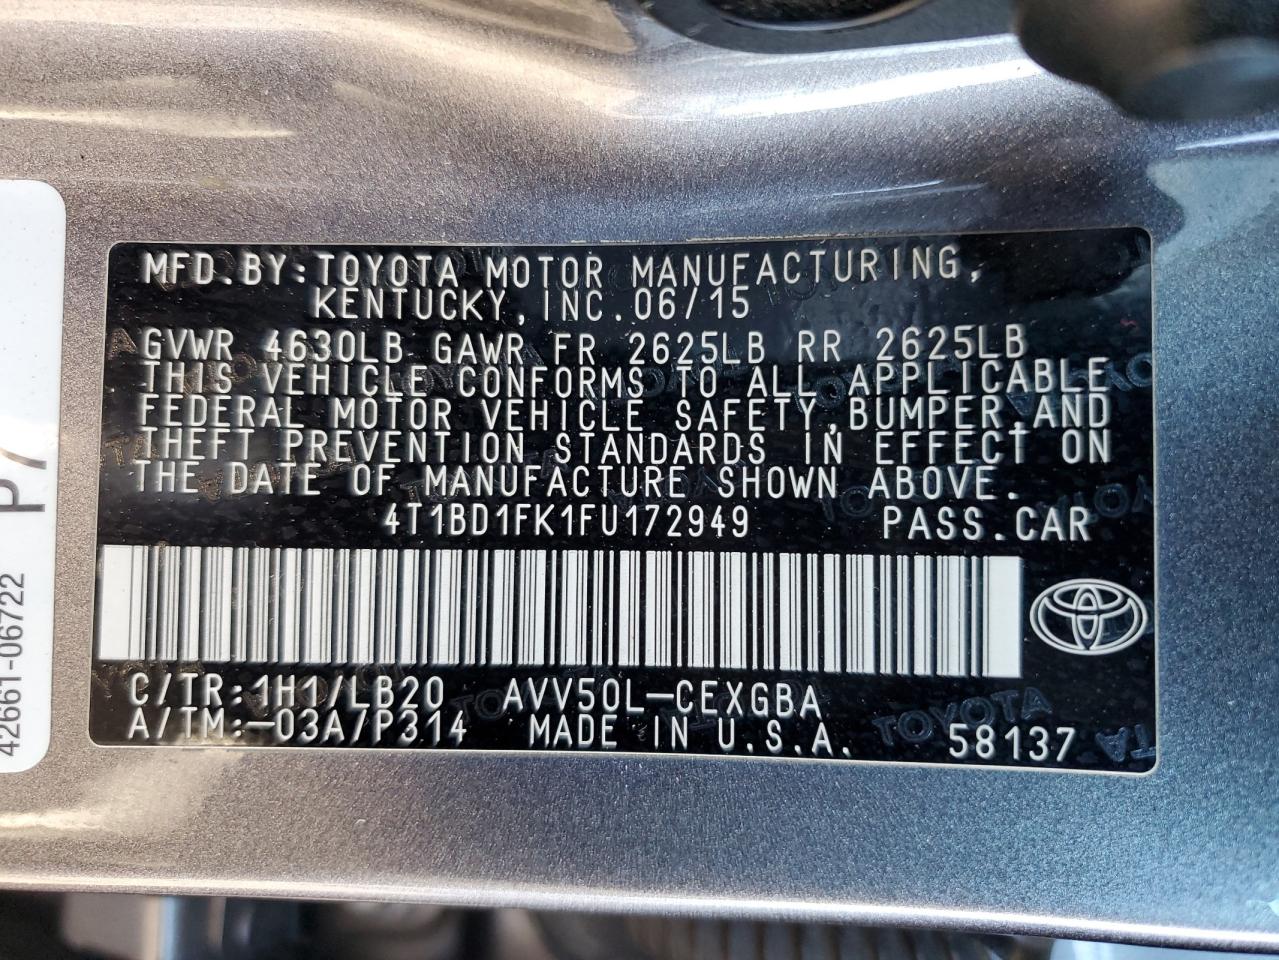 MFD.BY:TOYOTA MOTOR MANUFACTURING,
KENTUCKY,INC.06/15
GVWR 4630LB GAWR FR 2625LB RR 2625LB
THIS VEHICLE CONFORMS TO ALL APPLICABLE
FEDERAL MOTOR VEHICLE SAFETY,BUMPER,AND
THEFT PREVENTION STANDARDS IN EFFECT ON
THE DATE OF MANUFACTURE SHOWN ABOVE.
4T1BD1FK1FU172949 PASS.CAR
C/TR:1H1/LB20 AVV50L-CEXGBA
A/TM:-03A/P314 MADE IN U.S.A. 58137
TOYOTA
42661-06722